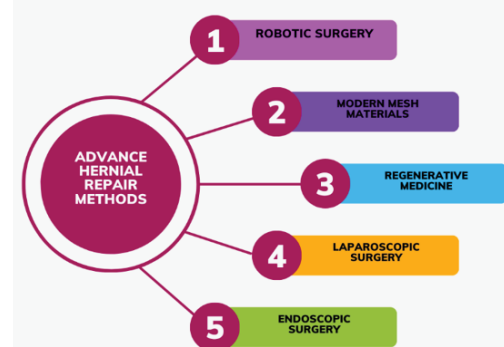 1
ROBOTIC SURGERY
2
MODERN MESH
MATERIALS
ADVANCE
HERNIAL
REPAIR
METHODS
3
REGENERATIVE
MEDICINE
4
LAPAROSCOPIC
SURGERY
5
ENDOSCOPIC
SURGERY